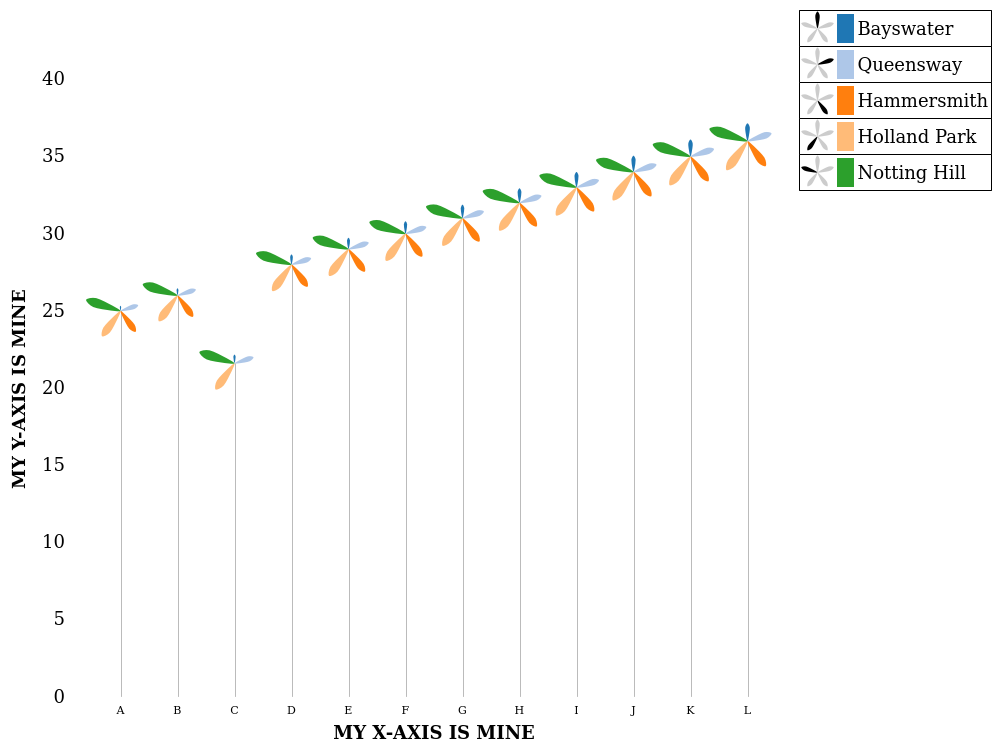 Bayswater
Queensway
Hammersmith
Holland Park
Notting Hill
MY Y-AXIS IS MINE
40
35
30
25
20
15
10
5
0
A B C D E F G H I J K L
MY X-AXIS IS MINE